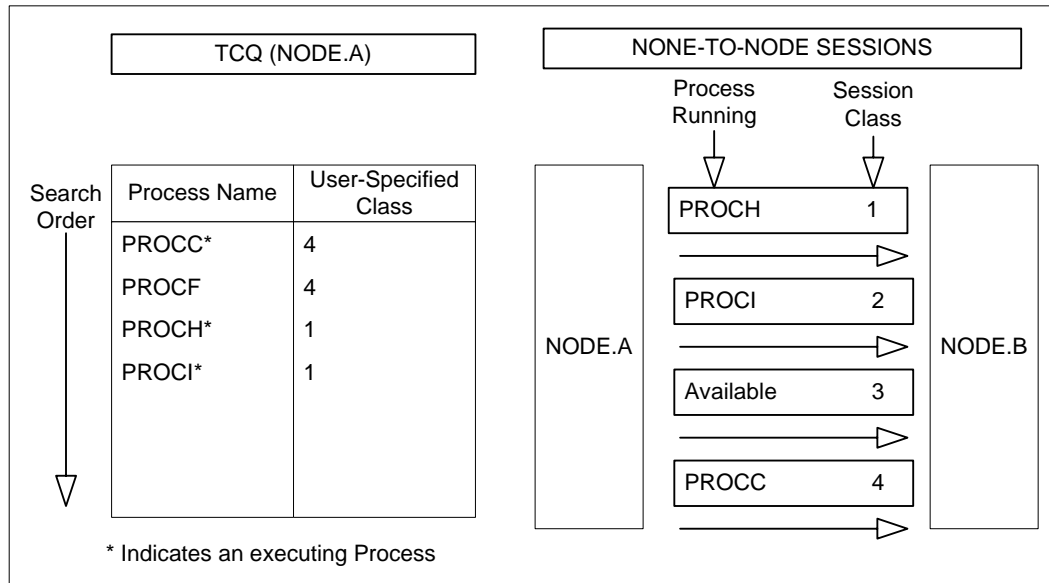 TCQ (NODE.A)
NONE-TO-NODE SESSIONS
Process
Running
Session
Class
Search
Order
Process Name
User-Specified
Class
PROCC* 4
PROCF 4
PROCH* 1
PROCI* 1
NODE.A
PROCH 1
PROCI 2
Available 3
PROCC 4
NODE.B
* Indicates an executing Process